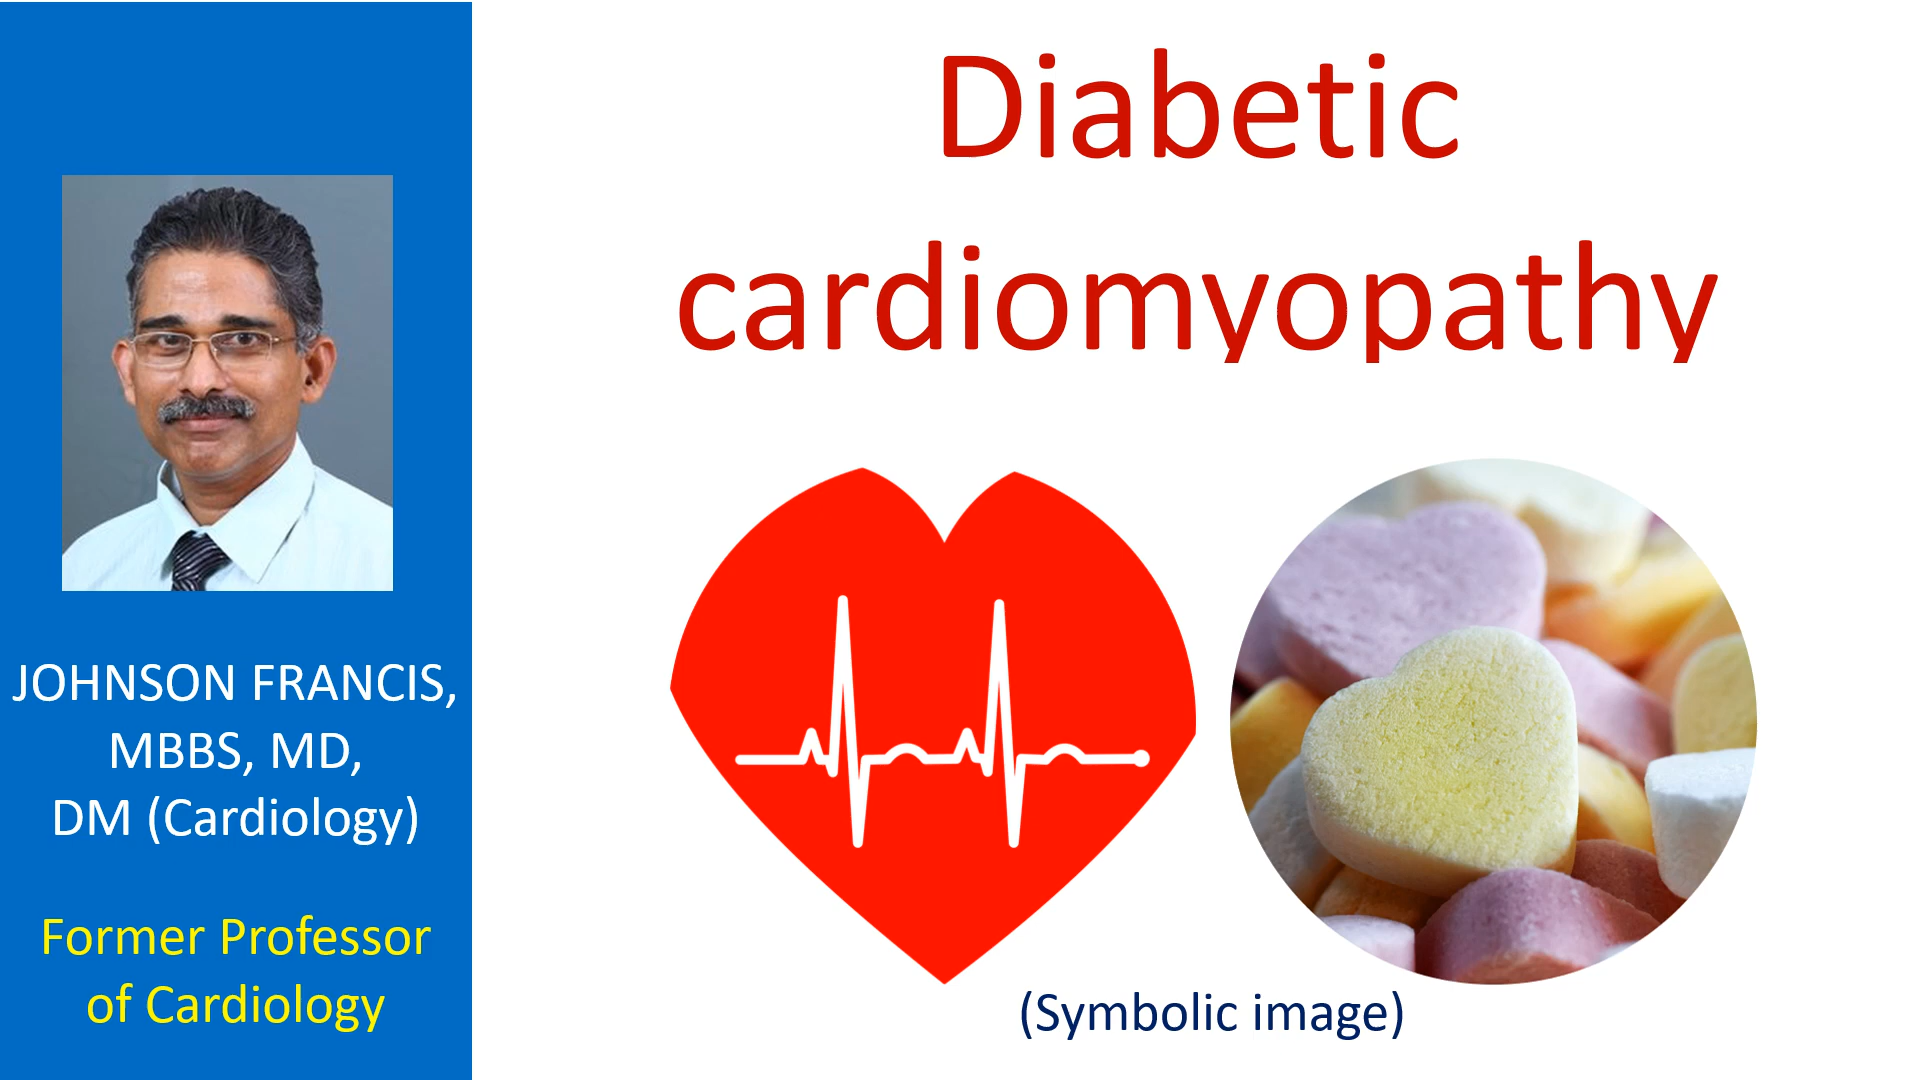 Diabetic
cardiomyopathy
JOHNSON FRANCIS,
MBBS, MD,
DM (Cardiology)
Former Professor
of Cardiology
(Symbolic image)